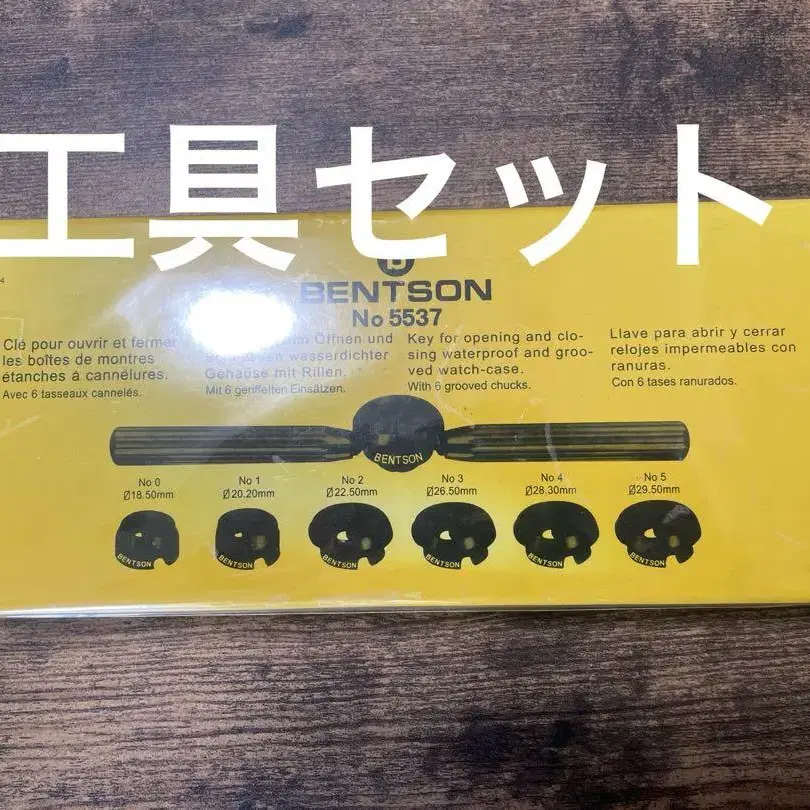 工具セット
BENTSON
No 5537
Clé pour ouvrir et fermer
les boîtes de montres
étanches à cannelures.
Avec 6 tasseaux cannelés.
Öffnen und
wasserdichter
Gehäuse mit Rillen.
Mit 6 geriffelten Einsätzen.
Key for opening and clo-
sing waterproof and groo-
ved watch-case.
With 6 grooved chucks.
Llave para abrir y cerrar
relojes impermeables con
ranuras.
Con 6 tases ranurados.
BENTSON
No 0
Ø18.50mm
No 1
Ø20.20mm
No 2
Ø22.50mm
No 3
Ø26.50mm
No 4
Ø28.30mm
No 5
Ø29.50mm
BENTSON
BENTSON
BENTSON
BENTSON
BENTSON
BENTSON